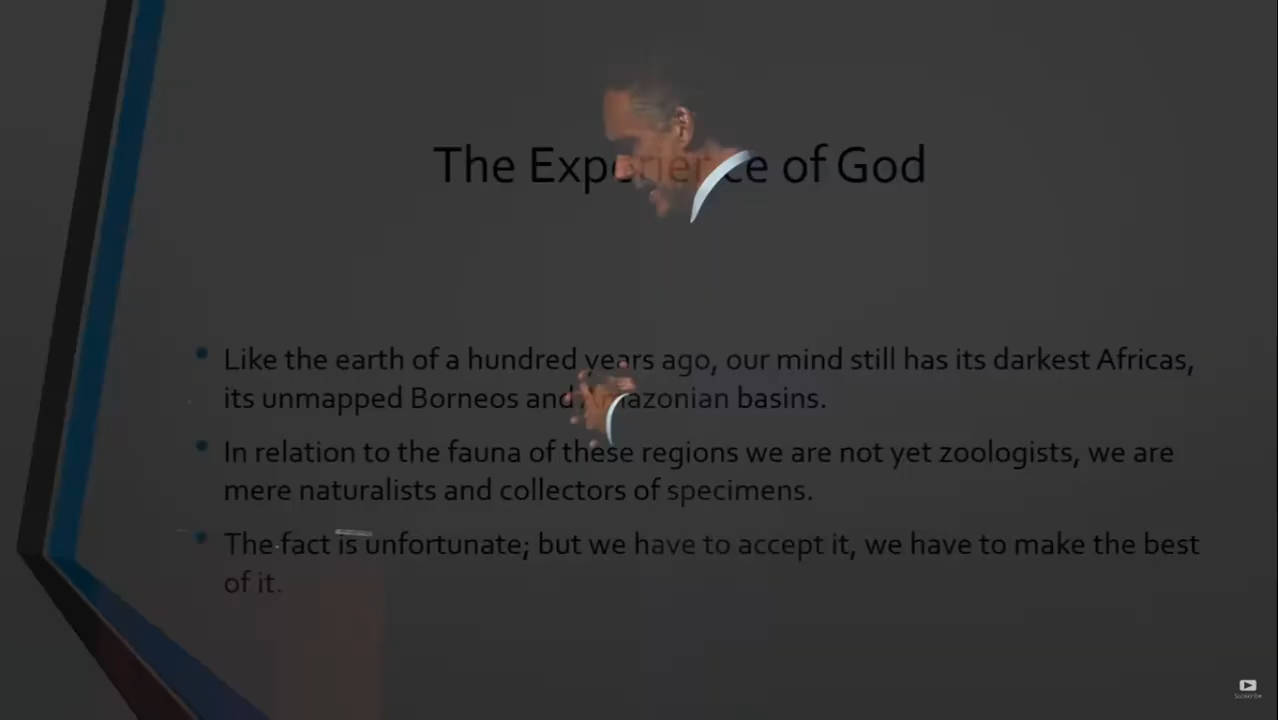 The Experience of God
Like the earth of a hundred years ago, our mind still has its darkest Africas,
its unmapped Borneos and Amazonian basins.
In relation to the fauna of these regions we are not yet zoologists, we are
mere naturalists and collectors of specimens.
The fact is unfortunate; but we have to accept it, we have to make the best
of it.
Subscribe